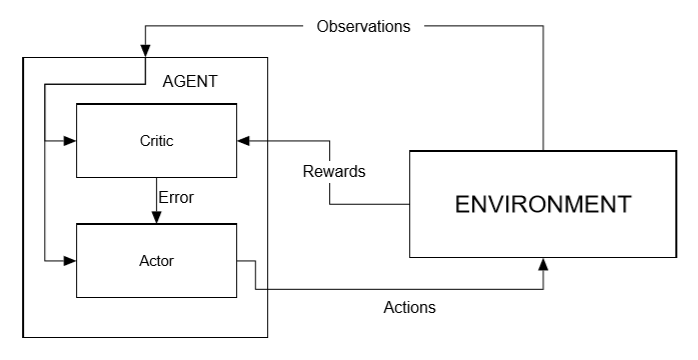 Observations
AGENT
Critic
Rewards
Error
ENVIRONMENT
Actor
Actions